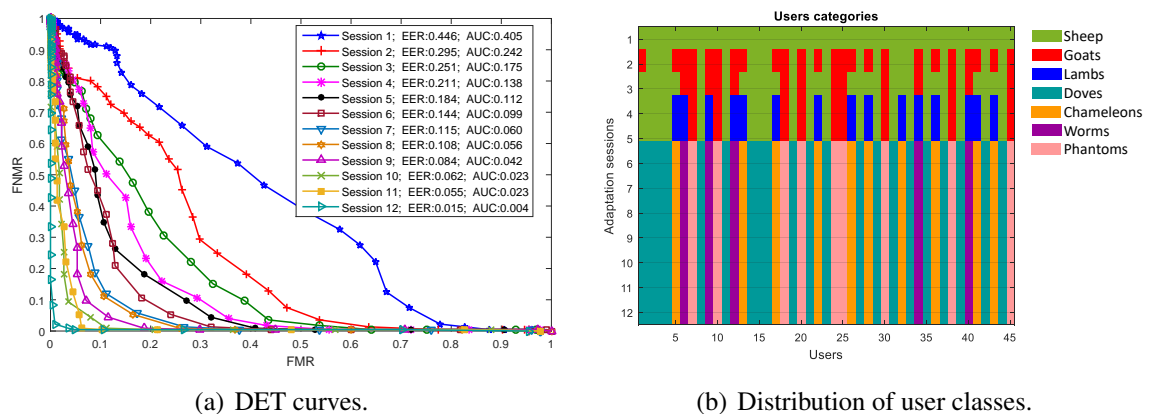 Session 1; EER:0.446; AUC:0.405
Session 2; EER:0.295; AUC:0.242
Session 3; EER:0.251; AUC:0.175
Session 4; EER:0.211; AUC:0.138
Session 5; EER:0.184; AUC:0.112
Session 6; EER:0.144; AUC:0.099
Session 7; EER:0.115; AUC:0.060
Session 8; EER:0.108; AUC:0.056
Session 9; EER:0.084; AUC:0.042
Session 10; EER:0.062; AUC:0.023
Session 11; EER:0.055; AUC:0.023
Session 12; EER:0.015; AUC:0.004
FNMR
1
0.9
0.8
0.7
0.6
0.5
0.4
0.3
0.2
0.1
0
0 0.1 0.2 0.3 0.4 0.5 0.6 0.7 0.8 0.9 1
FMR
(a) DET curves.
Users categories
Adaptation sessions
1
2
3
4
5
6
7
8
9
10
11
12
5 10 15 20 25 30 35 40 45
Users
Sheep
Goats
Lambs
Doves
Chameleons
Worms
Phantoms
(b) Distribution of user classes.